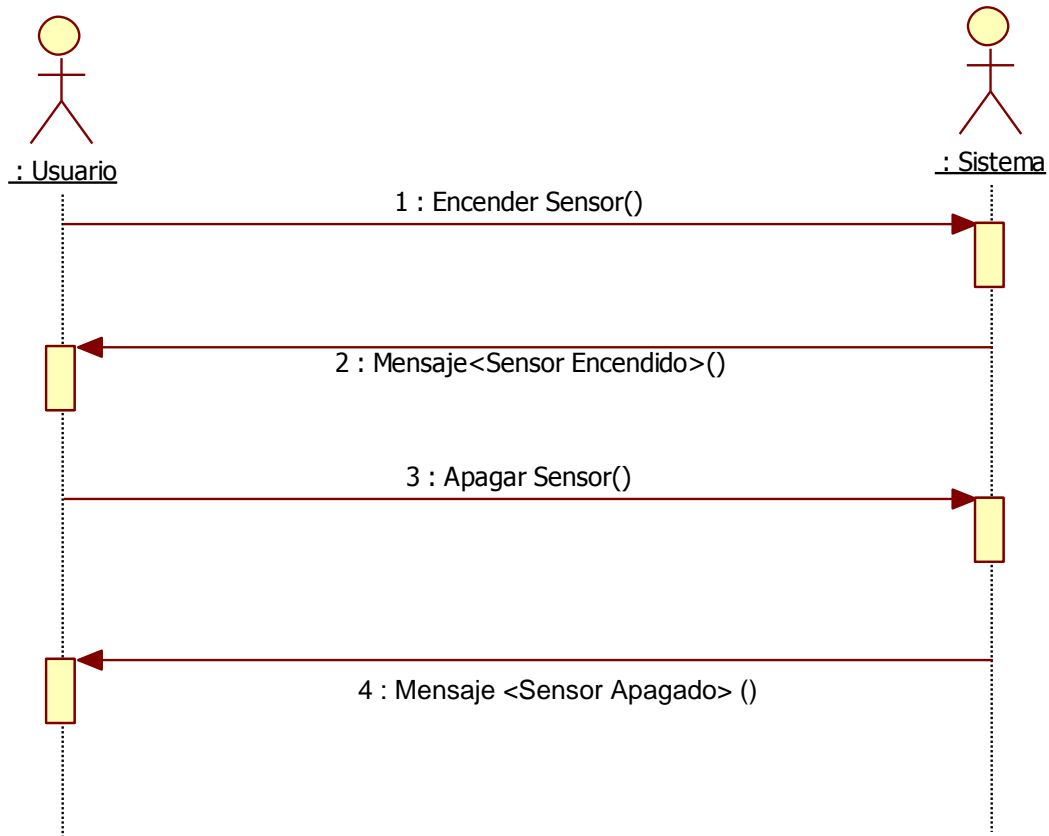 : Usuario
: Sistema
1 : Encender Sensor()
2 : Mensaje<Sensor Encendido>()
3 : Apagar Sensor()
4 : Mensaje <Sensor Apagado> ()